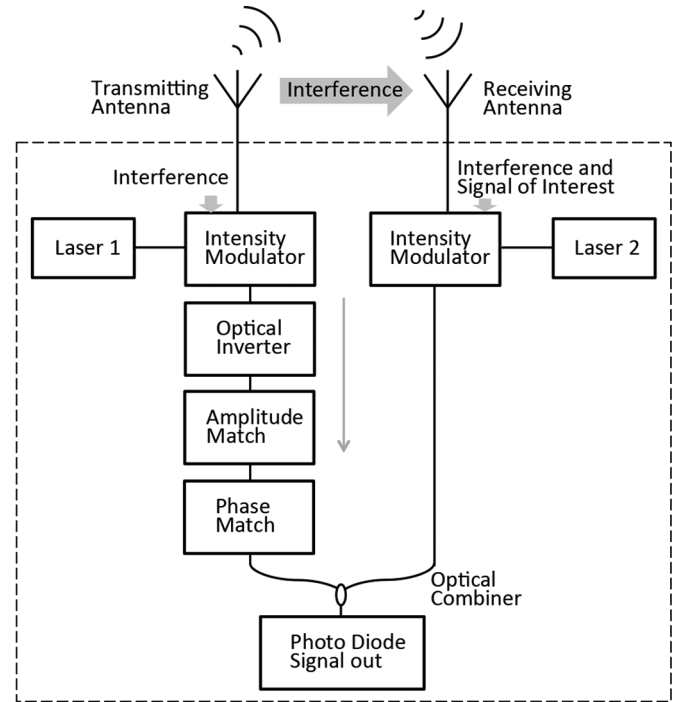 Transmitting
Antenna
Interference
Receiving
Antenna
Interference
Interference and
Signal of Interest
Laser 1
Intensity
Modulator
Intensity
Modulator
Laser 2
Optical
Inverter
Amplitude
Match
Phase
Match
Optical
Combiner
Photo Diode
Signal out